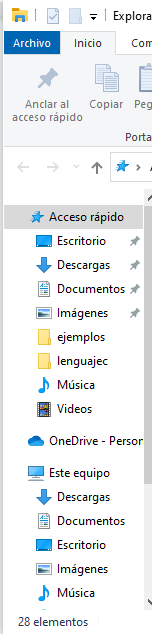 Explora
Archivo Inicio Com
Anclar al
acceso rápido
Copiar
Peg
Porta
Acceso rápido
Escritorio
Descargas
Documentos
Imágenes
ejemplos
lenguajec
Música
Videos
OneDrive - Person
Este equipo
Descargas
Documentos
Escritorio
Imágenes
Música
28 elementos